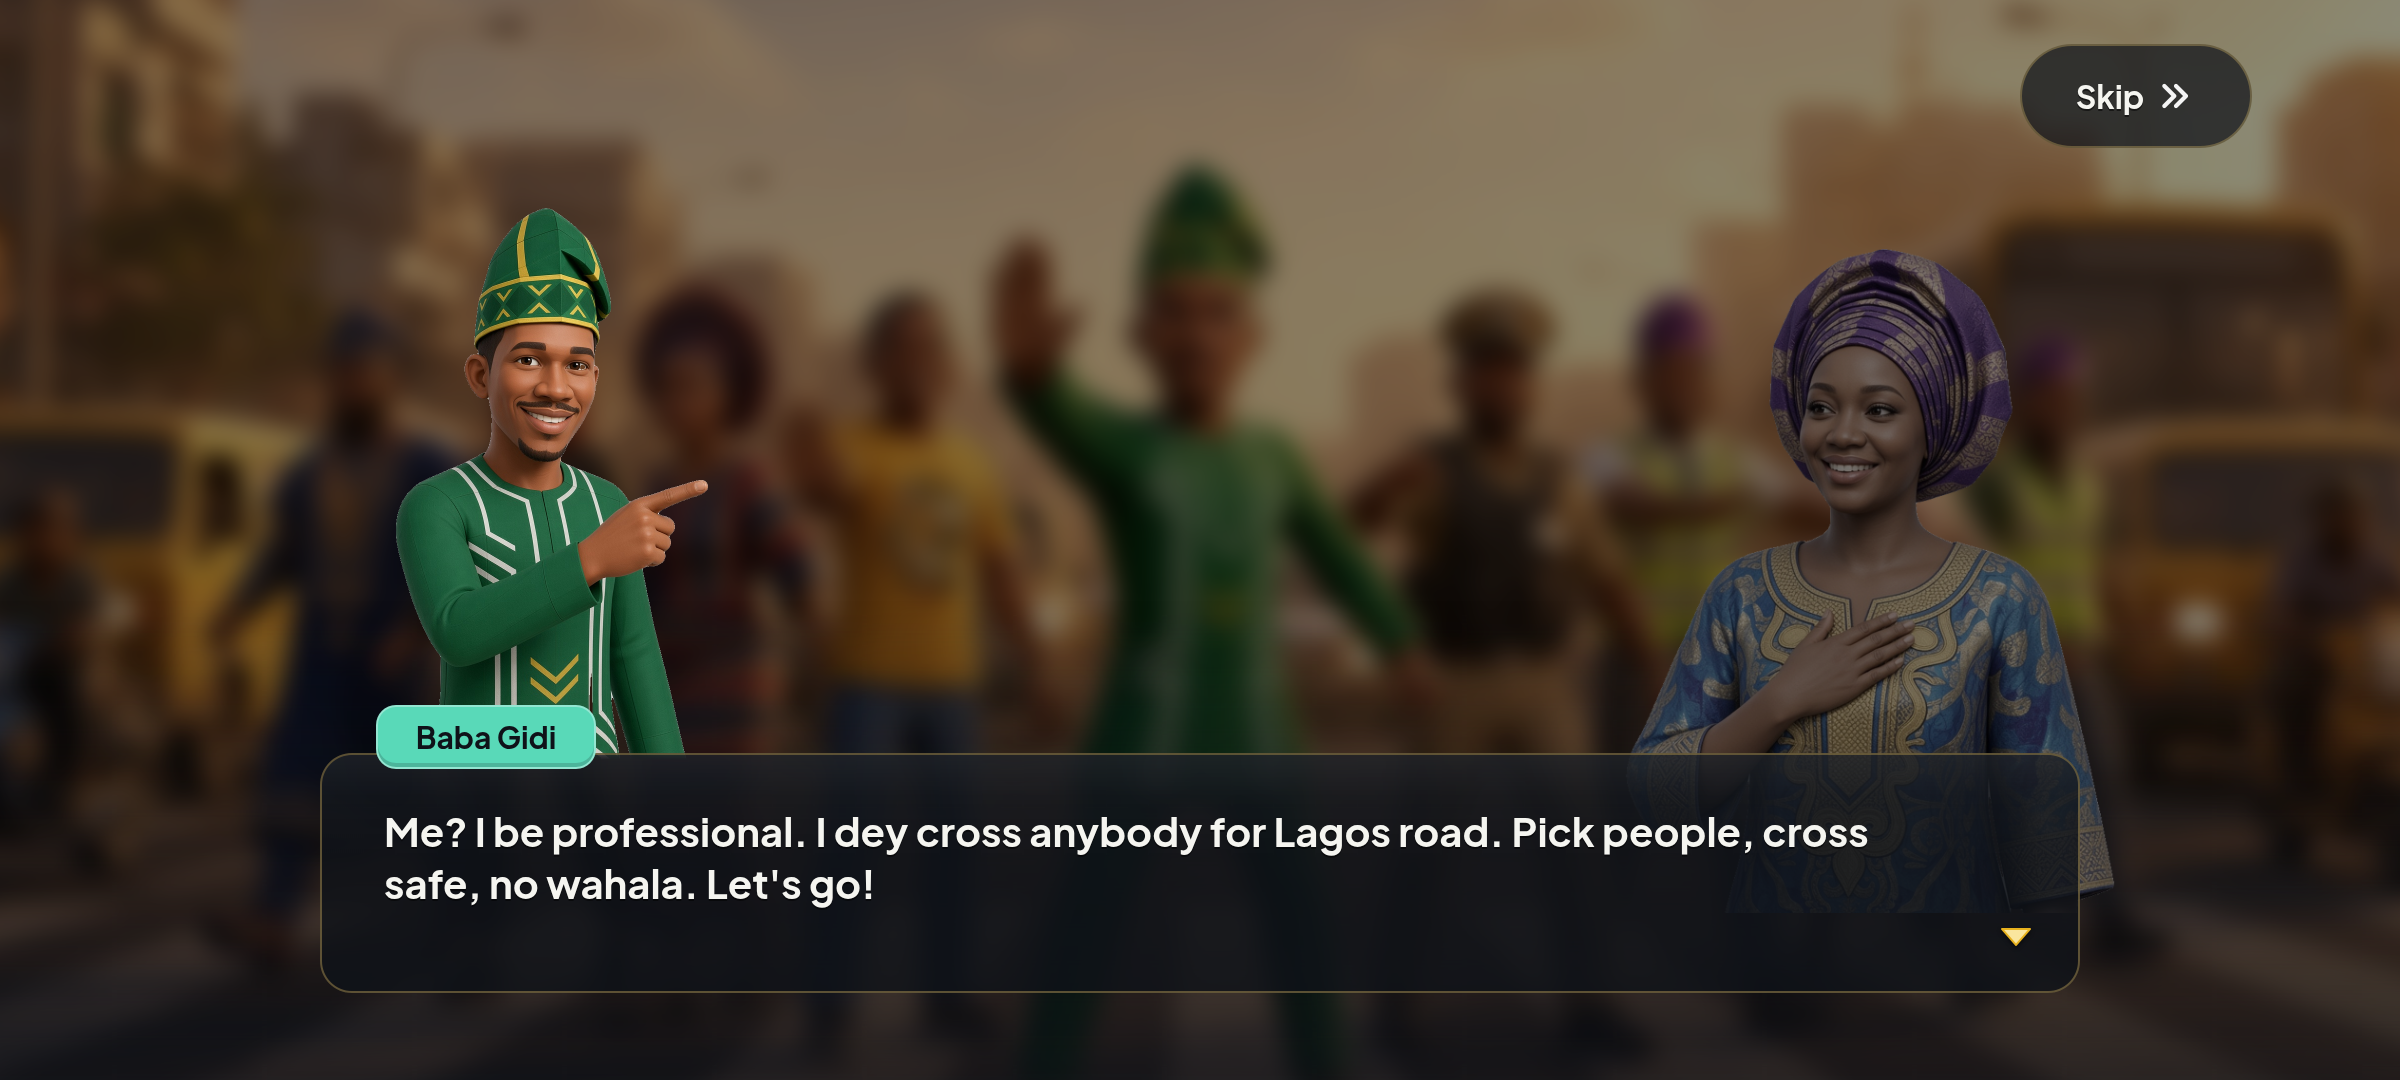 Skip
Baba Gidi
Me? I be professional. I dey cross anybody for Lagos road. Pick people, cross
safe, no wahala. Let's go!